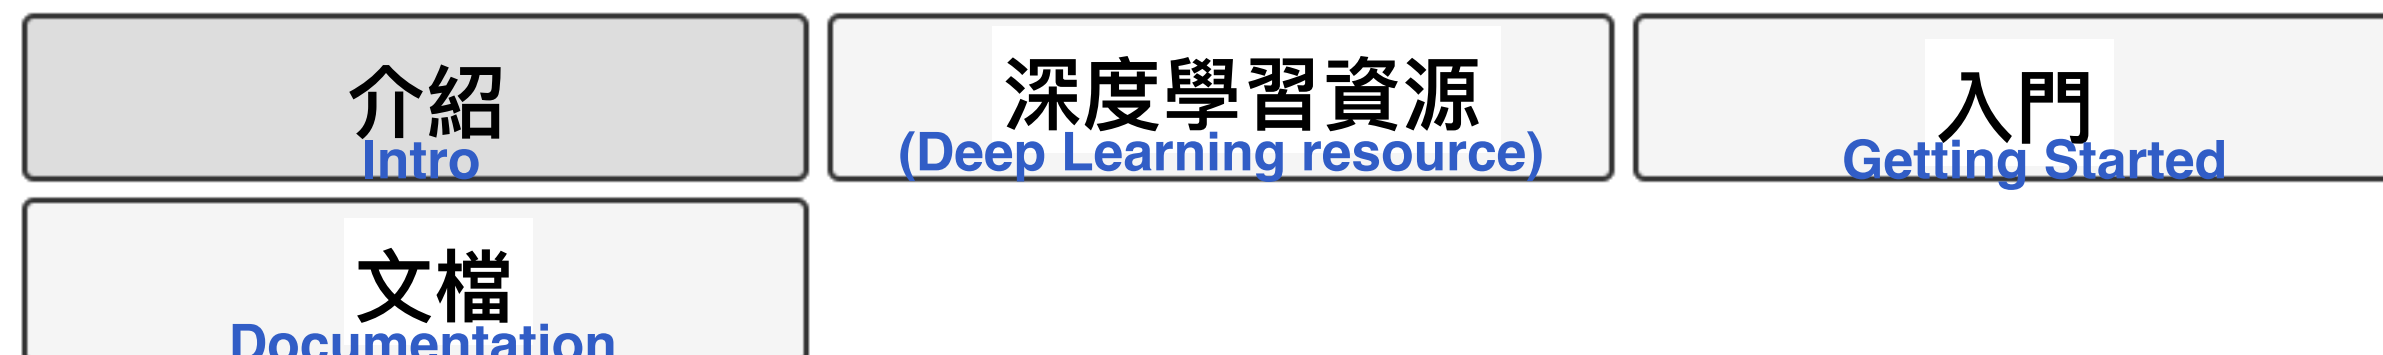 介紹
Intro
深度學習資源
(Deep Learning resource)
入門
Getting Started
文檔
Documentation